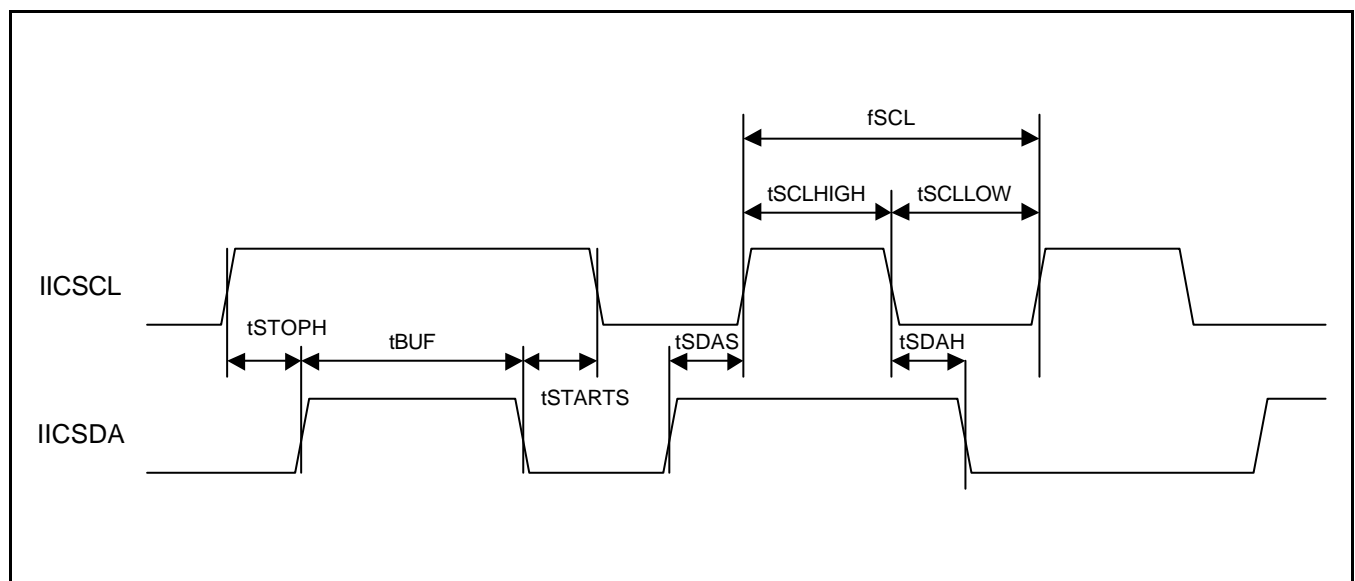 fSCL
tSCLHIGH
tSCLLOW
IICSCL
tSTOPH
tBUF
tSDAS
tSDAH
tSTARTS
IICSDA